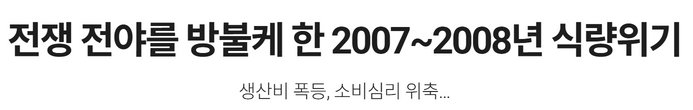 전쟁 전야를 방불케 한 2007~2008년 식량위기
생산비 폭등, 소비심리 위축...